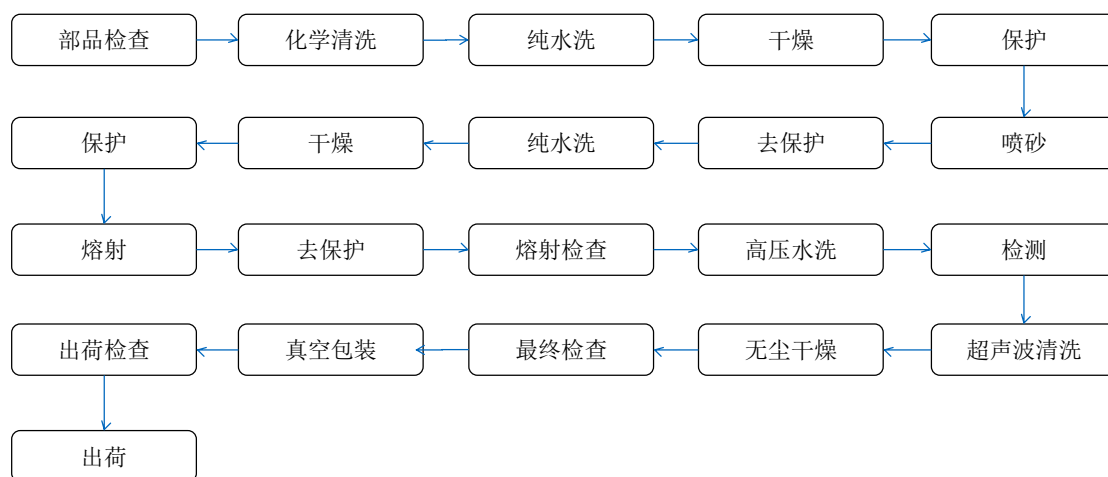 部品检查
化学清洗
纯水洗
干燥
保护
保护
干燥
纯水洗
去保护
喷砂
熔射
去保护
熔射检查
高压水洗
检测
出荷检查
真空包装
最终检查
无尘干燥
超声波清洗
出荷